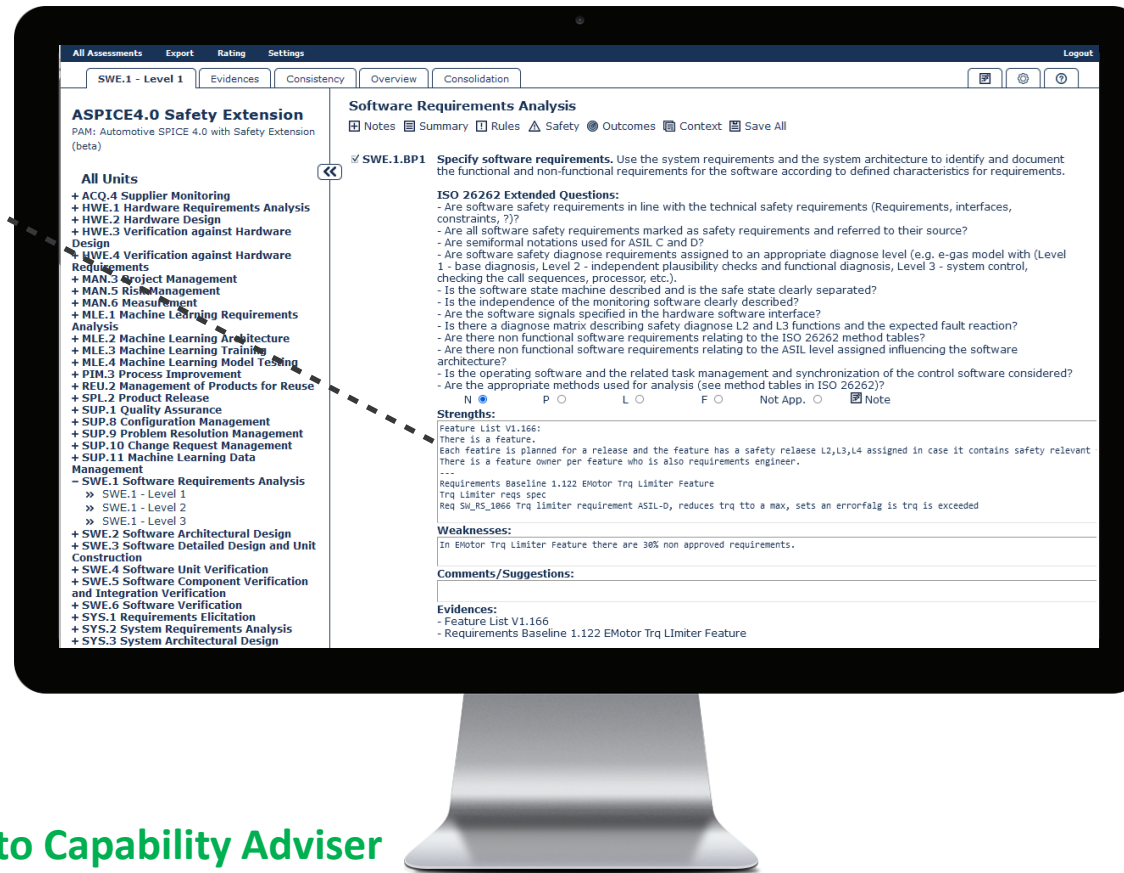 All Assessments Export Rating Settings Logout
SWE.1 - Level 1 Evidences Consistency Overview Consolidation
ASPICE4.0 Safety Extension
PAM: Automotive SPICE 4.0 with Safety Extension
(beta)
All Units
+ ACQ.4 Supplier Monitoring
+ HWE.1 Hardware Requirements Analysis
+ HWE.2 Hardware Design
+ HWE.3 Verification against Hardware
Design
+ HWE.4 Verification against Hardware
Requirements
+ MAN.3 Project Management
+ MAN.5 Risk Management
+ MAN.6 Measurement
+ MLE.1 Machine Learning Requirements
Analysis
+ MLE.2 Machine Learning Architecture
+ MLE.3 Machine Learning Training
+ MLE.4 Machine Learning Model Testing
+ PIM.3 Process Improvement
+ REU.2 Management of Products for Reuse
+ SPL.2 Product Release
+ SUP.1 Quality Assurance
+ SUP.8 Configuration Management
+ SUP.9 Problem Resolution Management
+ SUP.10 Change Request Management
+ SUP.11 Machine Learning Data
Management
– SWE.1 Software Requirements Analysis
» SWE.1 - Level 1
» SWE.1 - Level 2
» SWE.1 - Level 3
+ SWE.2 Software Architectural Design
+ SWE.3 Software Detailed Design and Unit
Construction
+ SWE.4 Software Unit Verification
+ SWE.5 Software Component Verification
and Integration Verification
+ SWE.6 Software Verification
+ SYS.1 Requirements Elicitation
+ SYS.2 System Requirements Analysis
+ SYS.3 System Architectural Design
Software Requirements Analysis
Notes Summary Rules Safety Outcomes Context Save All
SWE.1.BP1 Specify software requirements. Use the system requirements and the system architecture to identify and document
the functional and non-functional requirements for the software according to defined characteristics for requirements.
ISO 26262 Extended Questions:
- Are software safety requirements in line with the technical safety requirements (Requirements, interfaces,
constraints, ?)?
- Are all software safety requirements marked as safety requirements and referred to their source?
- Are semiformal notations used for ASIL C and D?
- Are software safety diagnose requirements assigned to an appropriate diagnose level (e.g. e-gas model with (Level
1 - base diagnosis, Level 2 - independent plausibility checks and functional diagnosis, Level 3 - system control,
checking the call sequences, processor, etc.).
- Is the software state machine described and is the safe state clearly separated?
- Is the independence of the monitoring software clearly described?
- Are the software signals specified in the hardware software interface?
- Is there a diagnose matrix describing safety diagnose L2 and L3 functions and the expected fault reaction?
- Are there non functional software requirements relating to the ISO 26262 method tables?
- Are there non functional software requirements relating to the ASIL level assigned influencing the software
architecture?
- Is the operating software and the related task management and synchronization of the control software considered?
- Are the appropriate methods used for analysis (see method tables in ISO 26262)?
N P L F Not App. Note
Strengths:
Feature List V1.166:
There is a feature.
Each featire is planned for a release and the feature has a safety relaese L2,L3,L4 assigned in case it contains safety relevant
There is a feature owner per feature who is also requirements engineer.
---
Requirements Baseline 1.122 EMotor Trq Limiter Feature
Trq Limiter reqs spec
Req SW_RS_1066 Trq limiter requirement ASIL-D, reduces trq tto a max, sets an errorfalg is trq is exceeded
Weaknesses:
In EMotor Trq Limiter Feature there are 30% non approved requirements.
Comments/Suggestions:
Evidences:
- Feature List V1.166
- Requirements Baseline 1.122 EMotor Trq LImiter Feature
to Capability Adviser